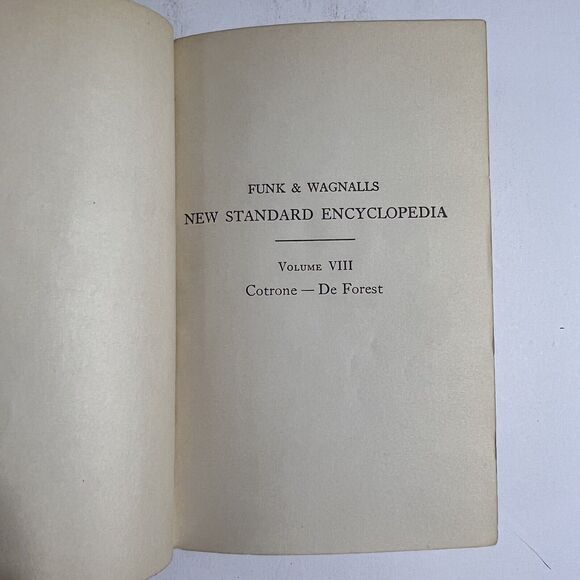 FUNK & WAGNALLS
NEW STANDARD ENCYCLOPEDIA
VOLUME VIII
Cotrone — De Forest